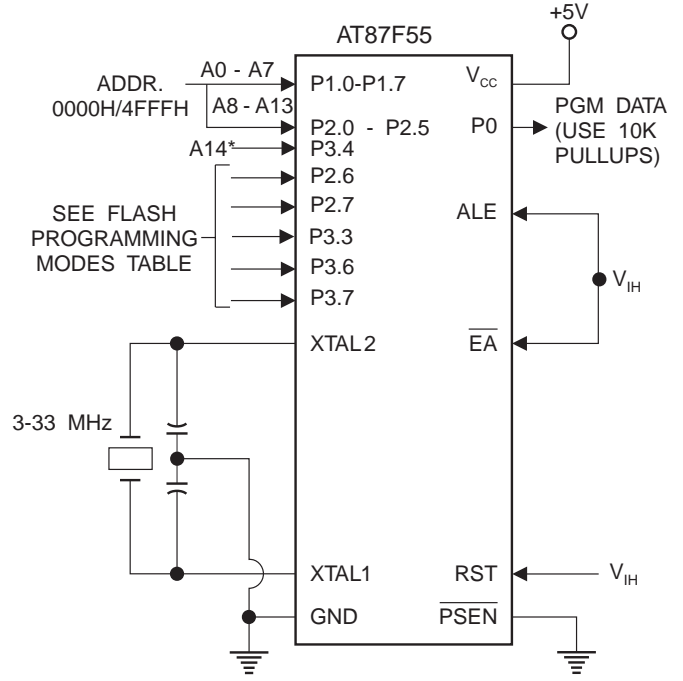 AT87F55
+5V
ADDR.
0000H/4FFFH
A0 - A7
A8 - A13
A14*
SEE FLASH
PROGRAMMING
MODES TABLE
3-33 MHz
P1.0-P1.7
P2.0 - P2.5
P3.4
P2.6
P2.7
P3.3
P3.6
P3.7
XTAL2
XTAL1
GND
VCC
P0
ALE
EA
RST
PSEN
PGM DATA
(USE 10K
PULLUPS)
VIH
VIH